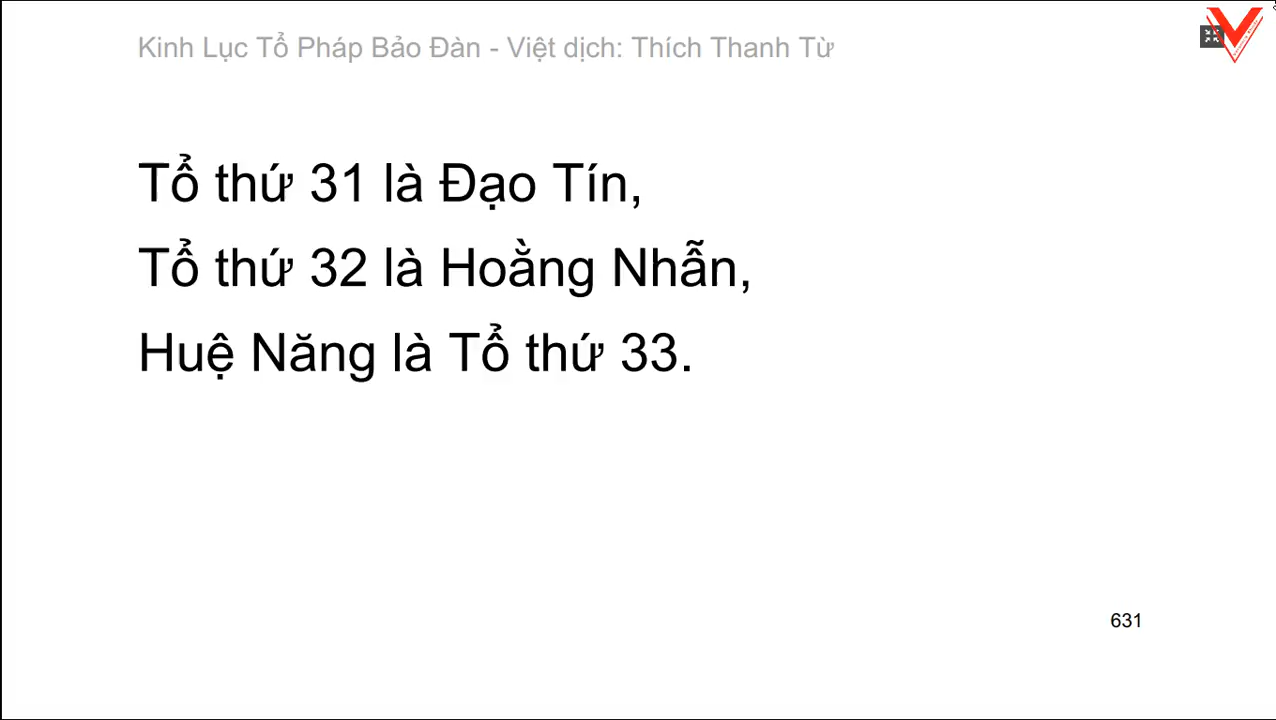 Kinh Lục Tổ Pháp Bảo Đàn - Việt dịch: Thích Thanh Từ
Tổ thứ 31 là Đạo Tín,
Tổ thứ 32 là Hoằng Nhẫn,
Huệ Năng là Tổ thứ 33.
631